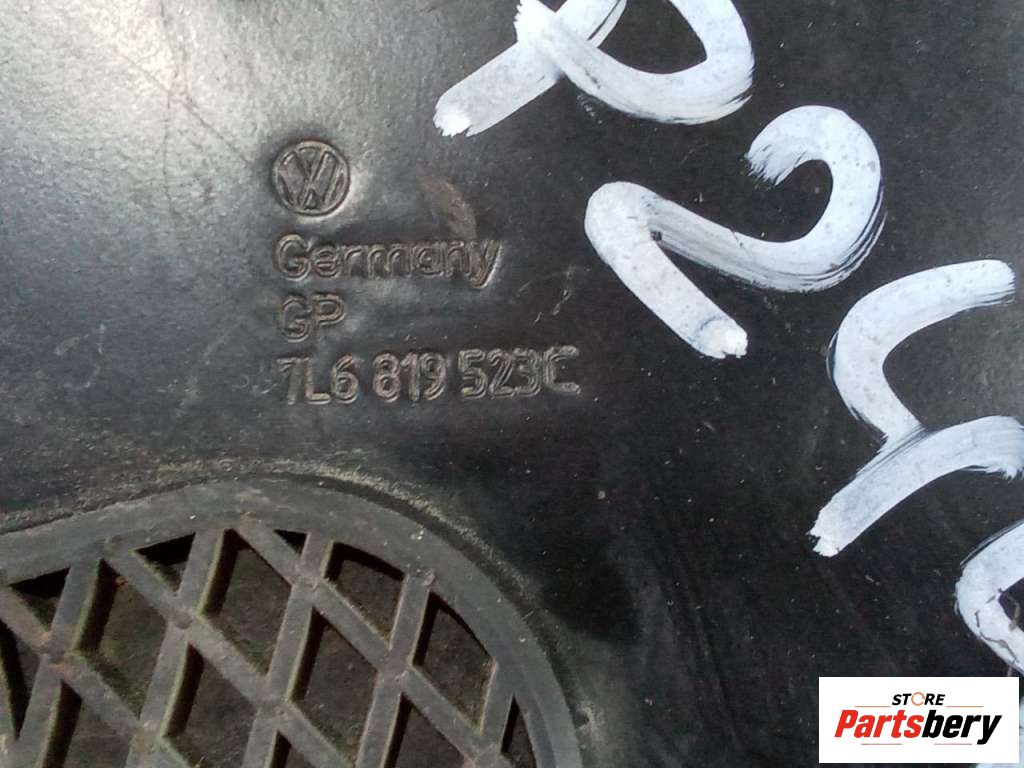 Germany
GP
7L6 819 523C
STORE
Partsbery